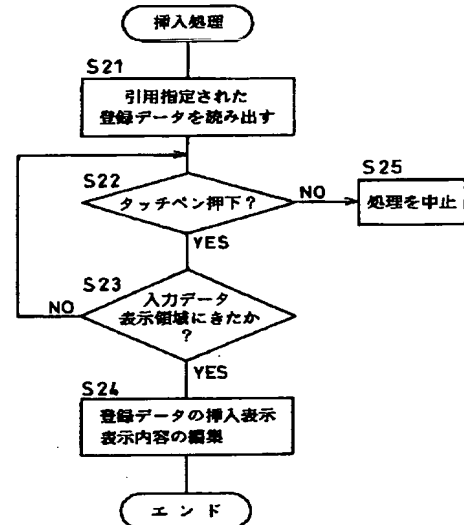 挿入処理
S21
引用指定された
登録データを読み出す
S22
タッチペン押下?
NO
S25
処理を中止
YES
S23
入力データ
表示領域にきたか
?
NO
YES
S24
登録データの挿入表示
表示内容の編集
エンド